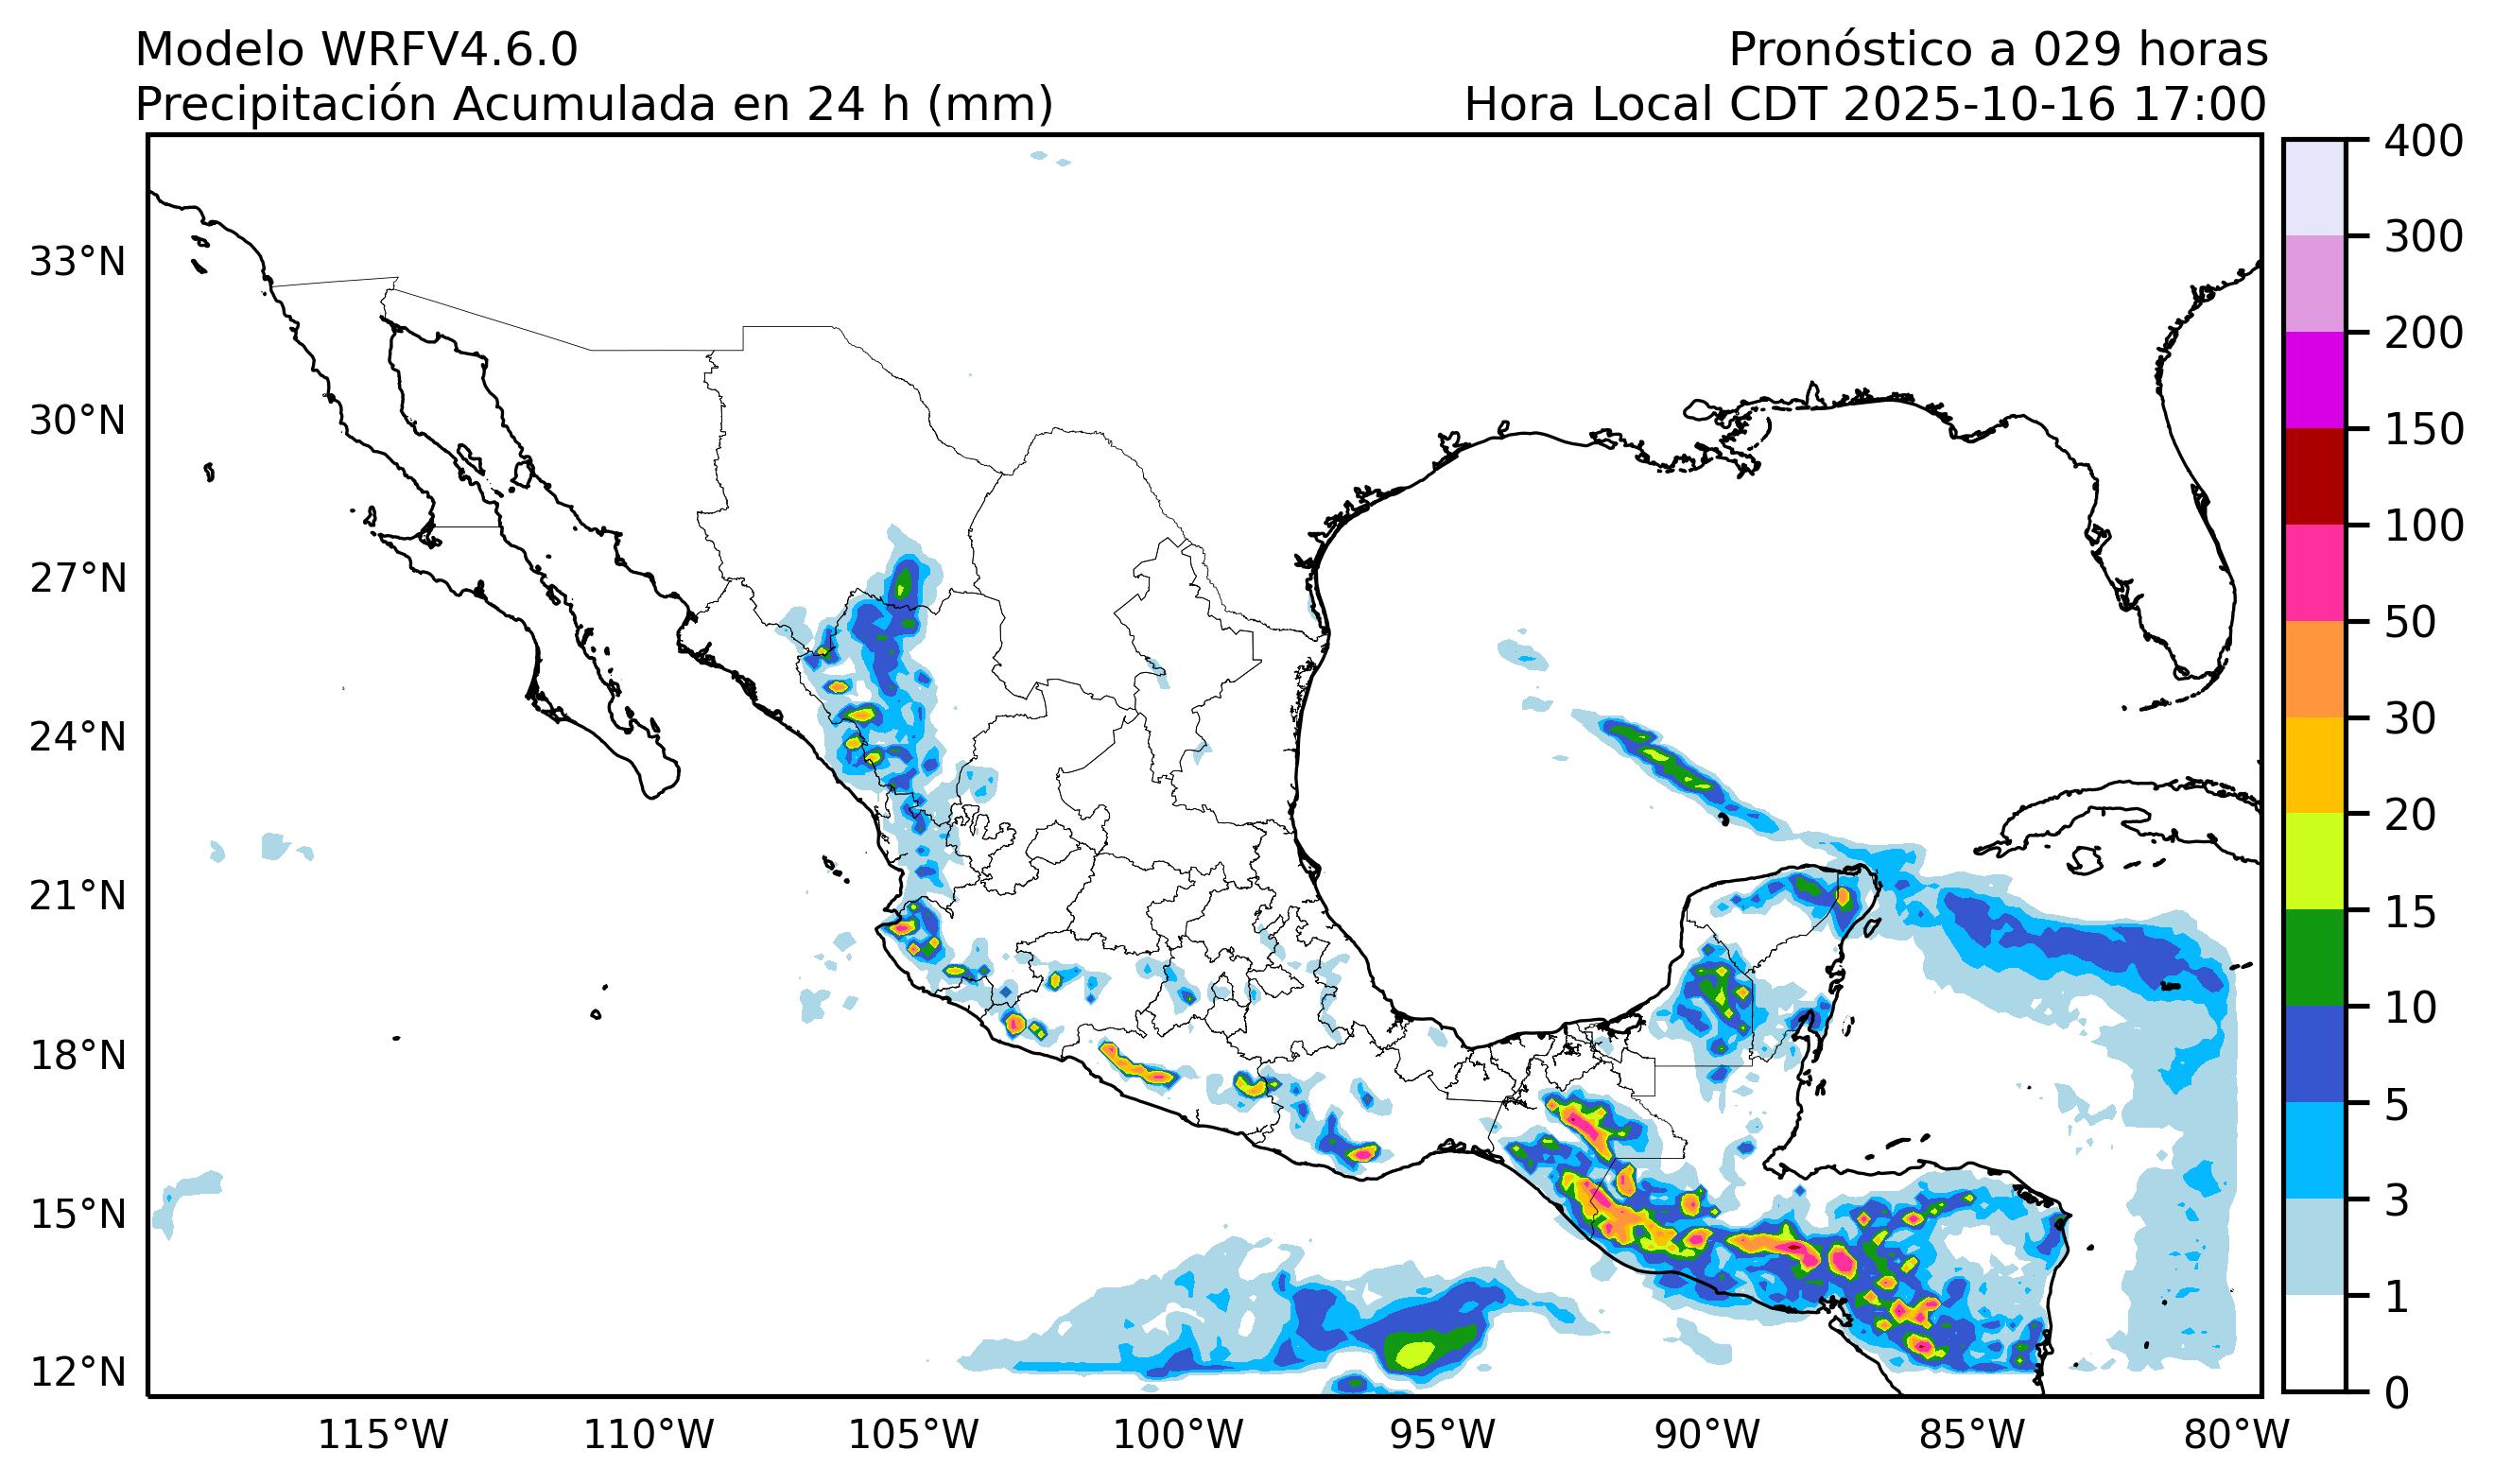 Modelo WRFV4.6.0
Pronóstico a 029 horas
Precipitación Acumulada en 24 h (mm)
Hora Local CDT 2025-10-16 17:00
400
300
200
150
100
50
30
20
15
10
5
3
1
0
33°N
30°N
27°N
24°N
21°N
18°N
15°N
12°N
115°W
110°W
105°W
100°W
95°W
90°W
85°W
80°W